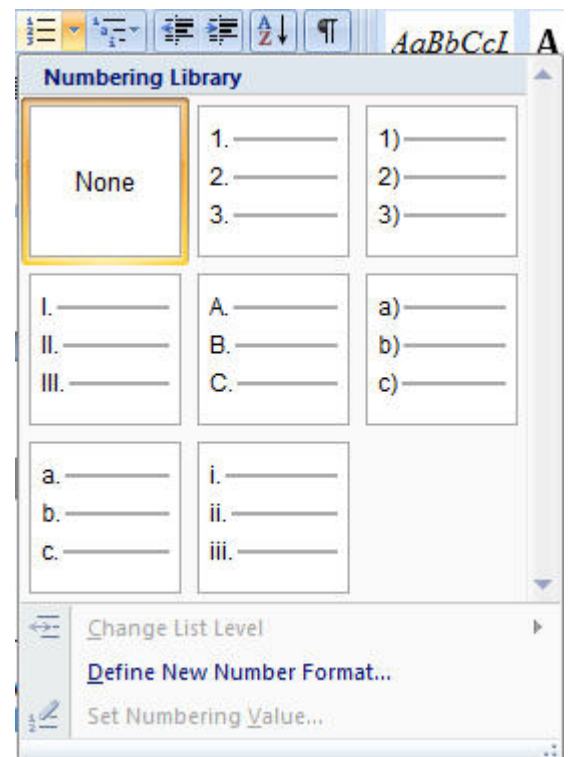 AaBbCcI A
Numbering Library
None
1.
2.
3.
1)
2)
3)
I.
II.
III.
A.
B.
C.
a)
b)
c)
a.
b.
c.
i.
ii.
iii.
Change List Level
Define New Number Format...
Set Numbering Value...